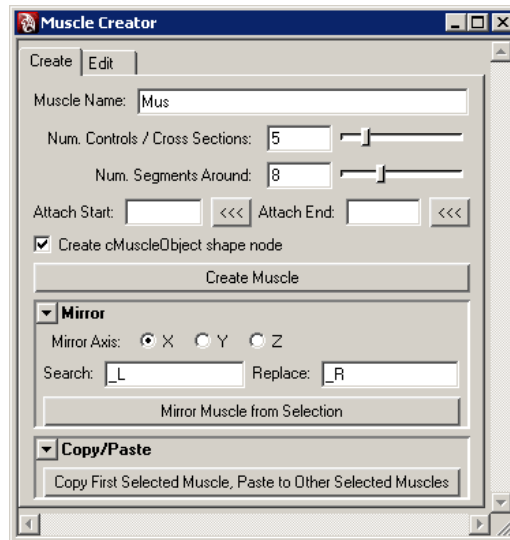 Muscle Creator
Create Edit
Muscle Name: Mus
Num. Controls / Cross Sections: 5
Num. Segments Around: 8
Attach Start: <<< Attach End: <<<
Create cMuscleObject shape node
Create Muscle
Mirror
Mirror Axis: X Y Z
Search: _L Replace: _R
Mirror Muscle from Selection
Copy/Paste
Copy First Selected Muscle, Paste to Other Selected Muscles